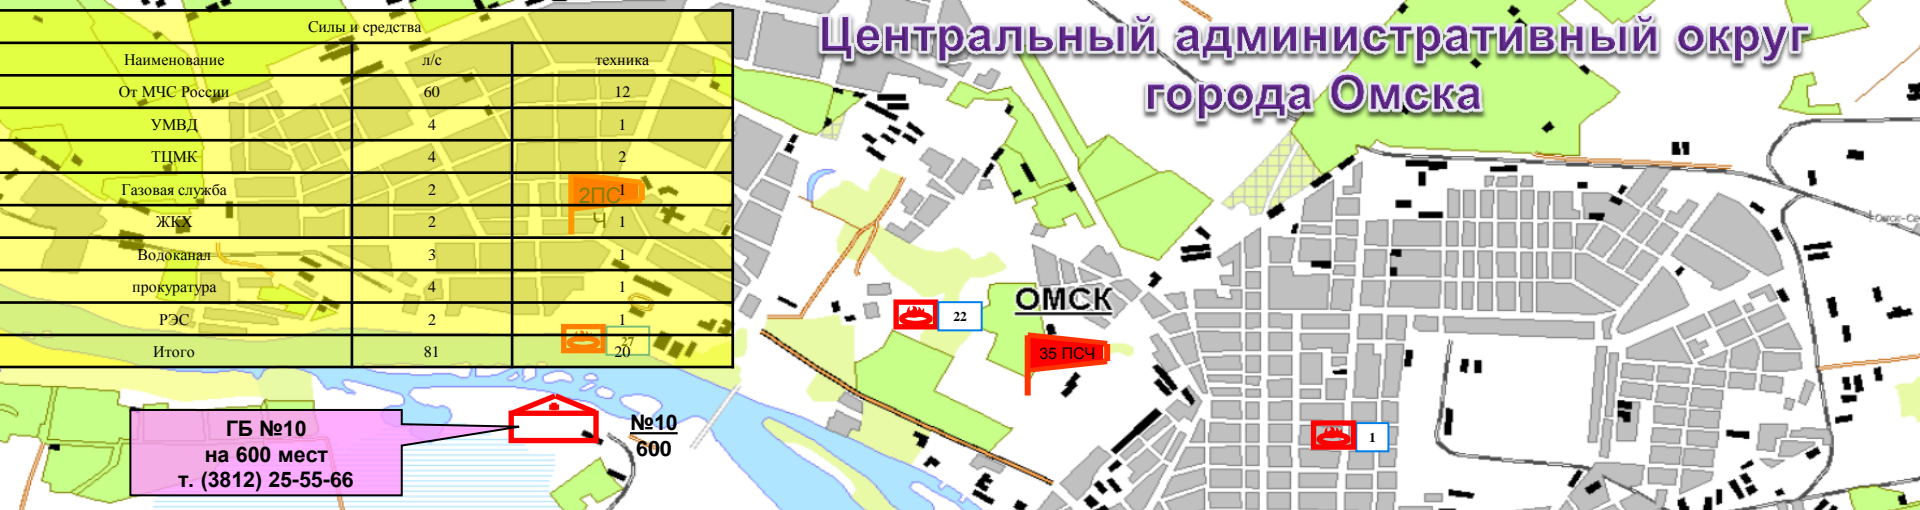 Силы и средства
Наименование л/с техника
От МЧС России 60 12
УМВД 4 1
ТЦМК 4 2
Газовая служба 2 1
ЖКХ 2 1
Водоканал 3 1
прокуратура 4 1
РЭС 2 1
Итого 81 20
2ПС
Ч
27
Центральный административный округ
города Омска
ОМСК
22
35 ПСЧ
1
ГБ №10
на 600 мест
т. (3812) 25-55-66
№10
600